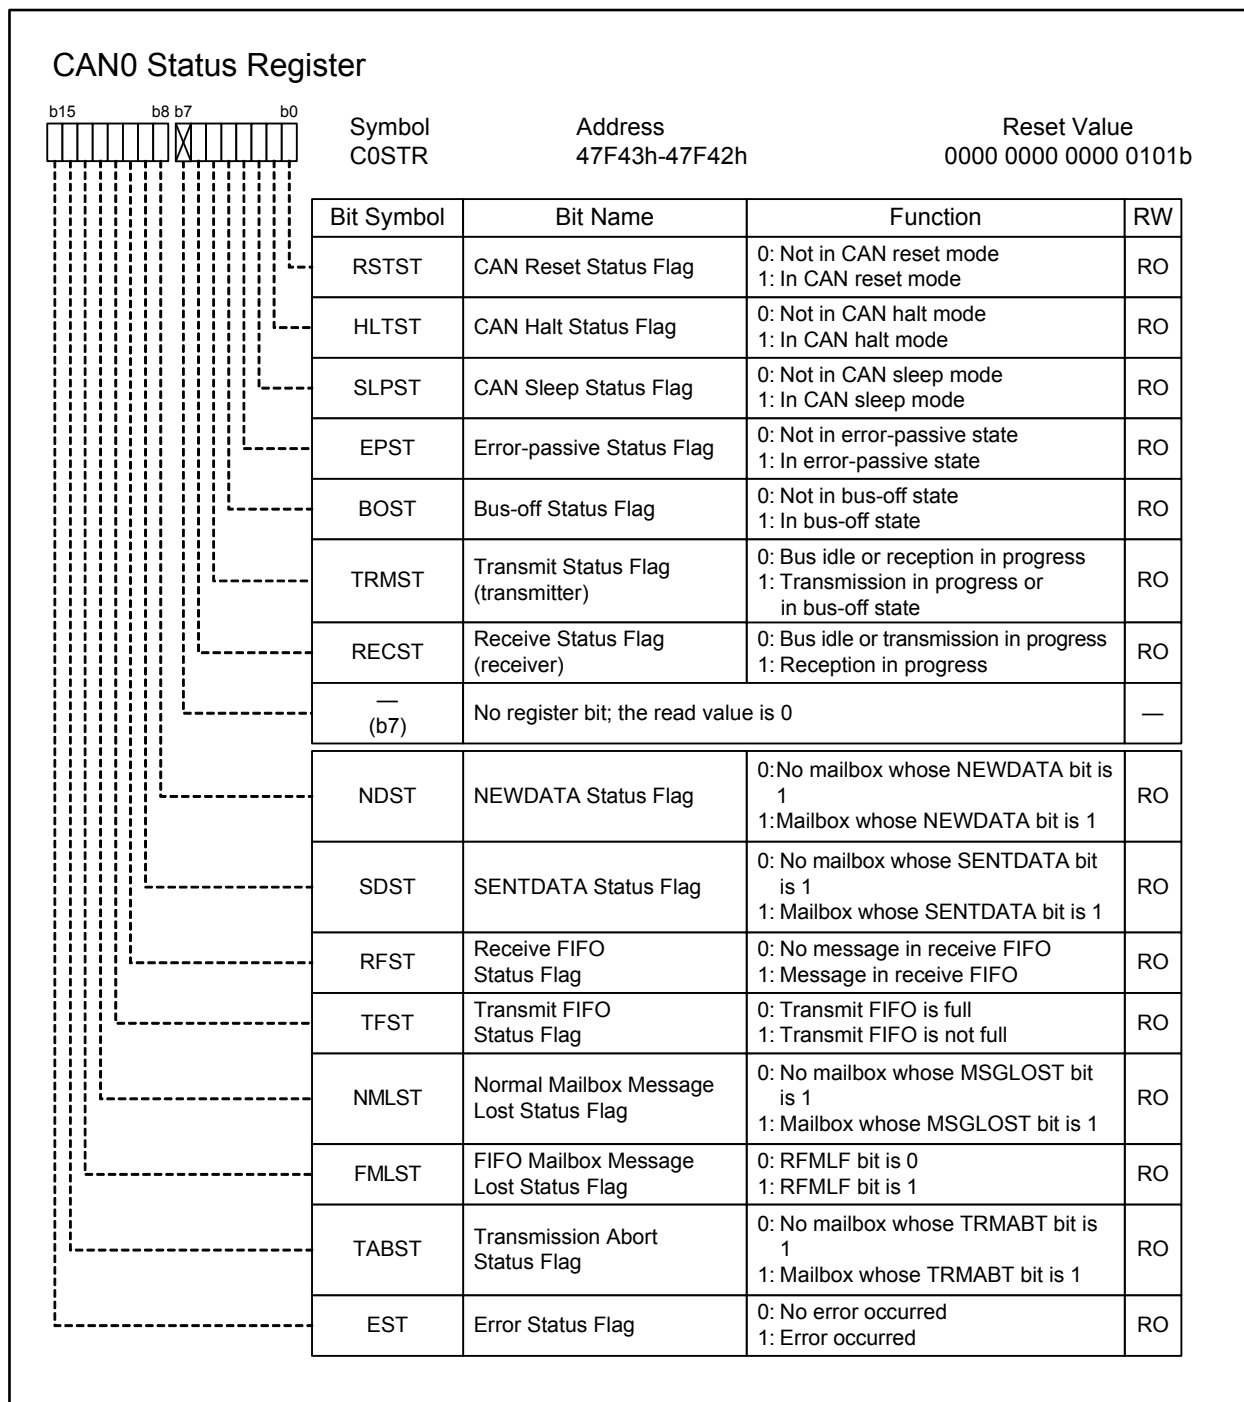 CAN0 Status Register
b15 b8 b7 b0
Symbol Address Reset Value
C0STR 47F43h-47F42h 0000 0000 0000 0101b
Bit Symbol Bit Name Function RW
RSTST CAN Reset Status Flag 0: Not in CAN reset mode
1: In CAN reset mode RO
HLTST CAN Halt Status Flag 0: Not in CAN halt mode
1: In CAN halt mode RO
SLPST CAN Sleep Status Flag 0: Not in CAN sleep mode
1: In CAN sleep mode RO
EPST Error-passive Status Flag 0: Not in error-passive state
1: In error-passive state RO
BOST Bus-off Status Flag 0: Not in bus-off state
1: In bus-off state RO
TRMST Transmit Status Flag
(transmitter) 0: Bus idle or reception in progress
1: Transmission in progress or
in bus-off state RO
RECST Receive Status Flag
(receiver) 0: Bus idle or transmission in progress
1: Reception in progress RO
—
(b7) No register bit; the read value is 0 —
NDST NEWDATA Status Flag 0:No mailbox whose NEWDATA bit is
1
1:Mailbox whose NEWDATA bit is 1 RO
SDST SENTDATA Status Flag 0: No mailbox whose SENTDATA bit
is 1
1: Mailbox whose SENTDATA bit is 1 RO
RFST Receive FIFO
Status Flag 0: No message in receive FIFO
1: Message in receive FIFO RO
TFST Transmit FIFO
Status Flag 0: Transmit FIFO is full
1: Transmit FIFO is not full RO
NMLST Normal Mailbox Message
Lost Status Flag 0: No mailbox whose MSGLOST bit
is 1
1: Mailbox whose MSGLOST bit is 1 RO
FMLST FIFO Mailbox Message
Lost Status Flag 0: RFMLF bit is 0
1: RFMLF bit is 1 RO
TABST Transmission Abort
Status Flag 0: No mailbox whose TRMABT bit is
1
1: Mailbox whose TRMABT bit is 1 RO
EST Error Status Flag 0: No error occurred
1: Error occurred RO